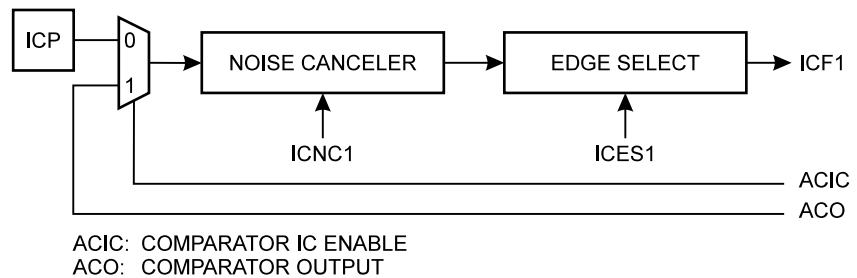 ICP
0
1
NOISE CANCELER
EDGE SELECT
ICF1
ICNC1
ICES1
ACIC
ACO
ACIC: COMPARATOR IC ENABLE
ACO: COMPARATOR OUTPUT